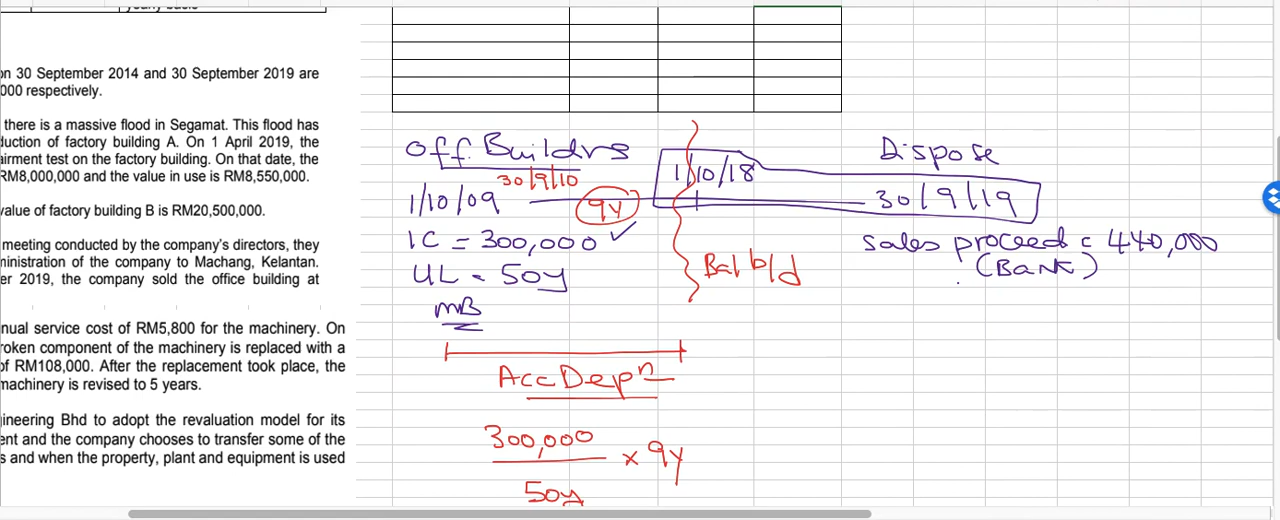 yearly basis
on 30 September 2014 and 30 September 2019 are
000 respectively.
there is a massive flood in Segamat. This flood has
duction of factory building A. On 1 April 2019, the
airment test on the factory building. On that date, the
RM8,000,000 and the value in use is RM8,550,000.
value of factory building B is RM20,500,000.
meeting conducted by the company's directors, they
ministration of the company to Machang, Kelantan.
er 2019, the company sold the office building at
nual service cost of RM5,800 for the machinery. On
roken component of the machinery is replaced with a
of RM108,000. After the replacement took place, the
machinery is revised to 5 years.
gineering Bhd to adopt the revaluation model for its
ent and the company chooses to transfer some of the
s and when the property, plant and equipment is used
Off. Buildings
30/9/10
1/10/09
9y
1/10/18
Dispose
30/9/19
IC = 300,000 ✓
Sales proceed = 440,000
(Bank)
UL = 50y
Bal b/d
MB
Acc Depn
300,000
50y
x 9y